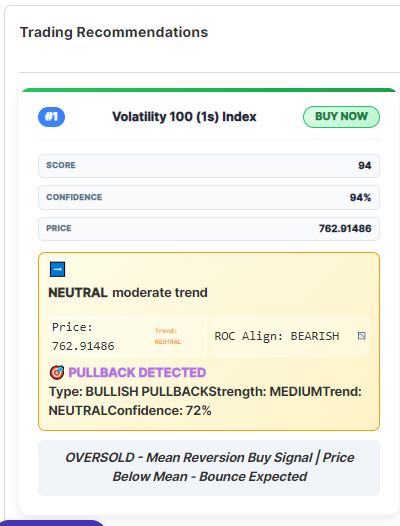 Trading Recommendations
#1 Volatility 100 (1s) Index BUY NOW
SCORE 94
CONFIDENCE 94%
PRICE 762.91486
NEUTRAL moderate trend
Price: 762.91486
Trend: NEUTRAL
ROC Align: BEARISH
PULLBACK DETECTED
Type: BULLISH PULLBACKStrength: MEDIUMTrend:
NEUTRALConfidence: 72%
OVERSOLD - Mean Reversion Buy Signal | Price
Below Mean - Bounce Expected